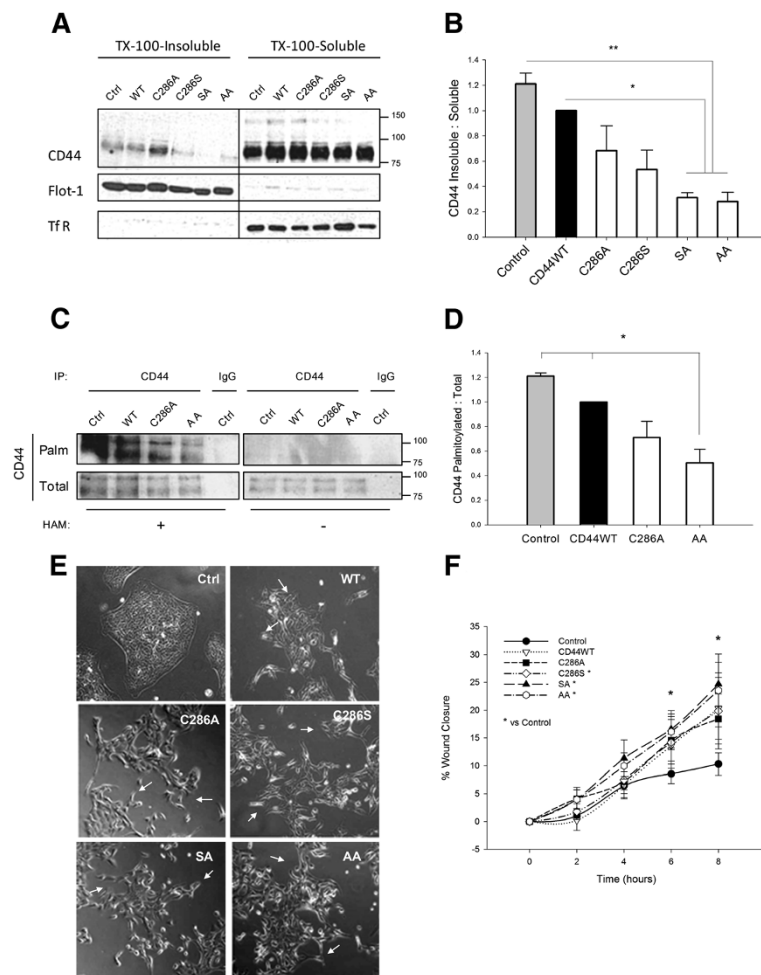 A
TX-100-Insoluble TX-100-Soluble
Ctrl WT C286A C286S SA AA Ctrl WT C286A C286S SA AA
150
100
CD44
75
Flot-1
Tf R
B
** 
*
CD44 Insoluble : Soluble
1.4
1.2
1.0
0.8
0.6
0.4
0.2
0.0
Control CD44WT C286A C286S SA AA
C
IP: CD44 IgG CD44 IgG
Ctrl WT C286A AA Ctrl Ctrl WT C286A AA Ctrl
CD44
Palm
100
75
Total
100
75
HAM: + -
D
*
CD44 Palmitoylated : Total
1.4
1.2
1.0
0.8
0.6
0.4
0.2
0.0
Control CD44WT C286A AA
E
Ctrl WT
C286A C286S
SA AA
F
% Wound Closure
35
30
25
20
15
10
5
0
-5
Control
CD44WT
C286A
C286S *
SA *
AA *
* vs Control
*
*
0 2 4 6 8
Time (hours)